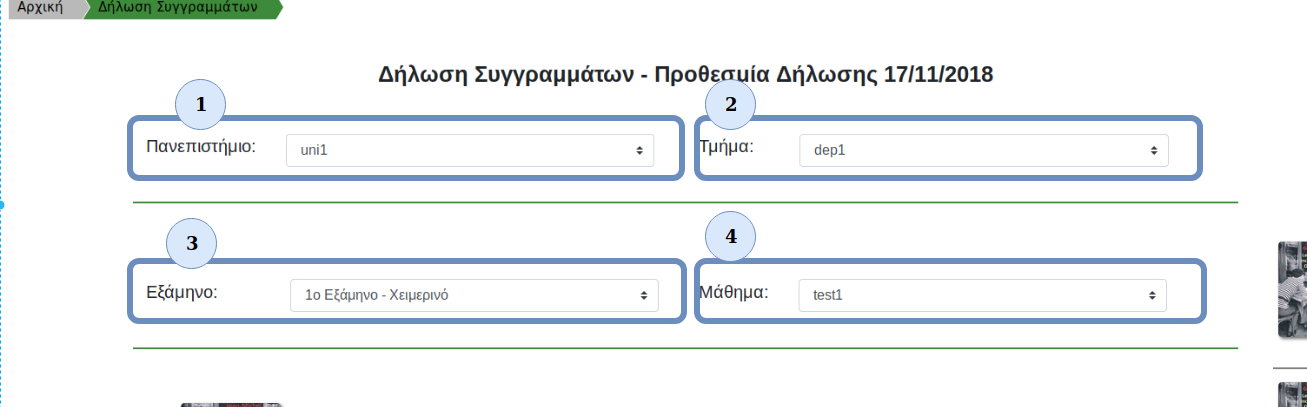 Αρχική Δήλωση Συγγραμμάτων
Δήλωση Συγγραμμάτων - Προθεσμία Δήλωσης 17/11/2018
1 2
Πανεπιστήμιο: uni1 Τμήμα: dep1
3 4
Εξάμηνο: 1ο Εξάμηνο - Χειμερινό Μάθημα: test1